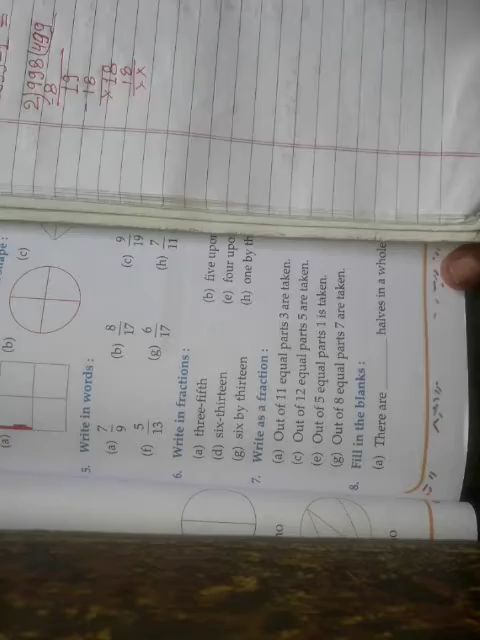 2)998(499
-8
19
18
×18
18
××
(a)
(b)
(c)
5. Write in words :
(a) 7/9
(b) 8/17
(c) 9/19
(f) 5/13
(g) 6/17
(h) 7/11
6. Write in fractions :
(a) three-fifth
(b) five upon
(d) six-thirteen
(e) four upo
(g) six by thirteen
(h) one by th
7. Write as a fraction :
(a) Out of 11 equal parts 3 are taken.
(c) Out of 12 equal parts 5 are taken.
(e) Out of 5 equal parts 1 is taken.
(g) Out of 8 equal parts 7 are taken.
8. Fill in the blanks :
(a) There are ______ halves in a whole